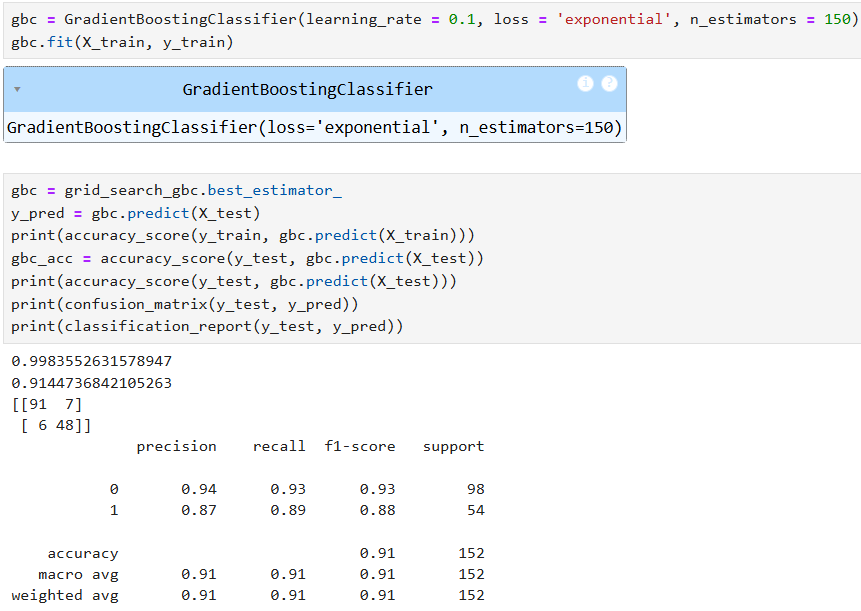 gbc = GradientBoostingClassifier(learning_rate = 0.1, loss = 'exponential', n_estimators = 150)
gbc.fit(X_train, y_train)
GradientBoostingClassifier
i ?
GradientBoostingClassifier(loss='exponential', n_estimators=150)
gbc = grid_search_gbc.best_estimator_
y_pred = gbc.predict(X_test)
print(accuracy_score(y_train, gbc.predict(X_train)))
gbc_acc = accuracy_score(y_test, gbc.predict(X_test))
print(accuracy_score(y_test, gbc.predict(X_test)))
print(confusion_matrix(y_test, y_pred))
print(classification_report(y_test, y_pred))
0.9983552631578947
0.9144736842105263
[[91  7]
 [ 6 48]]
              precision    recall  f1-score   support
           0       0.94      0.93      0.93        98
           1       0.87      0.89      0.88        54
    accuracy                           0.91       152
   macro avg       0.91      0.91      0.91       152
weighted avg       0.91      0.91      0.91       152